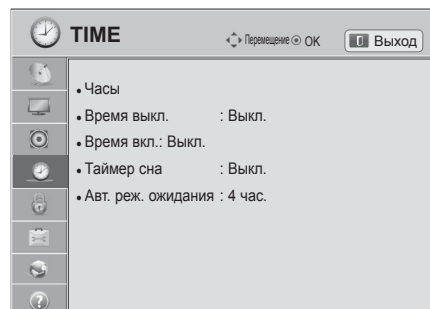 TIME Перемещение OK Выход
• Часы
• Время выкл. : Выкл.
• Время вкл.: Выкл.
• Таймер сна : Выкл.
• Авт. реж. ожидания : 4 час.